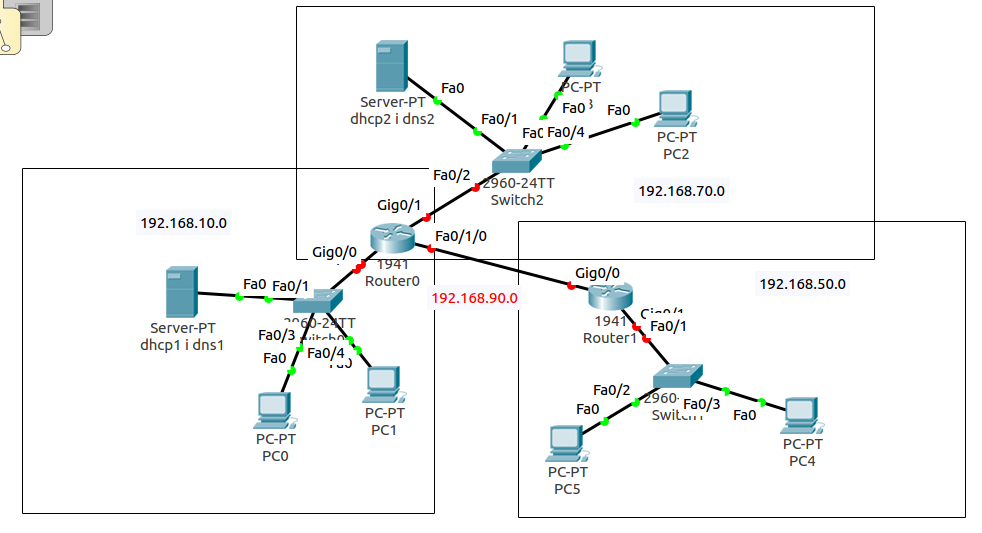 Server-PT
dhcp2 i dns2
Fa0
Fa0/1
PC-PT
3
Fa0
Fa0
Fa0/4
Fa0
PC-PT
PC2
Fa0/2
2960-24TT
Switch2
192.168.70.0
Gig0/1
192.168.10.0
Gig0/0
Fa0/1/0
1941
Router0
192.168.90.0
Gig0/0
192.168.50.0
Server-PT
dhcp1 i dns1
Fa0
Fa0/1
Fa0/3
Fa0
Fa0/4
PC-PT
PC0
PC-PT
PC1
1941
Router1
Fa0/1
Fa0/2
Fa0
2960-
Fa0/3
Fa0
PC-PT
PC5
PC-PT
PC4